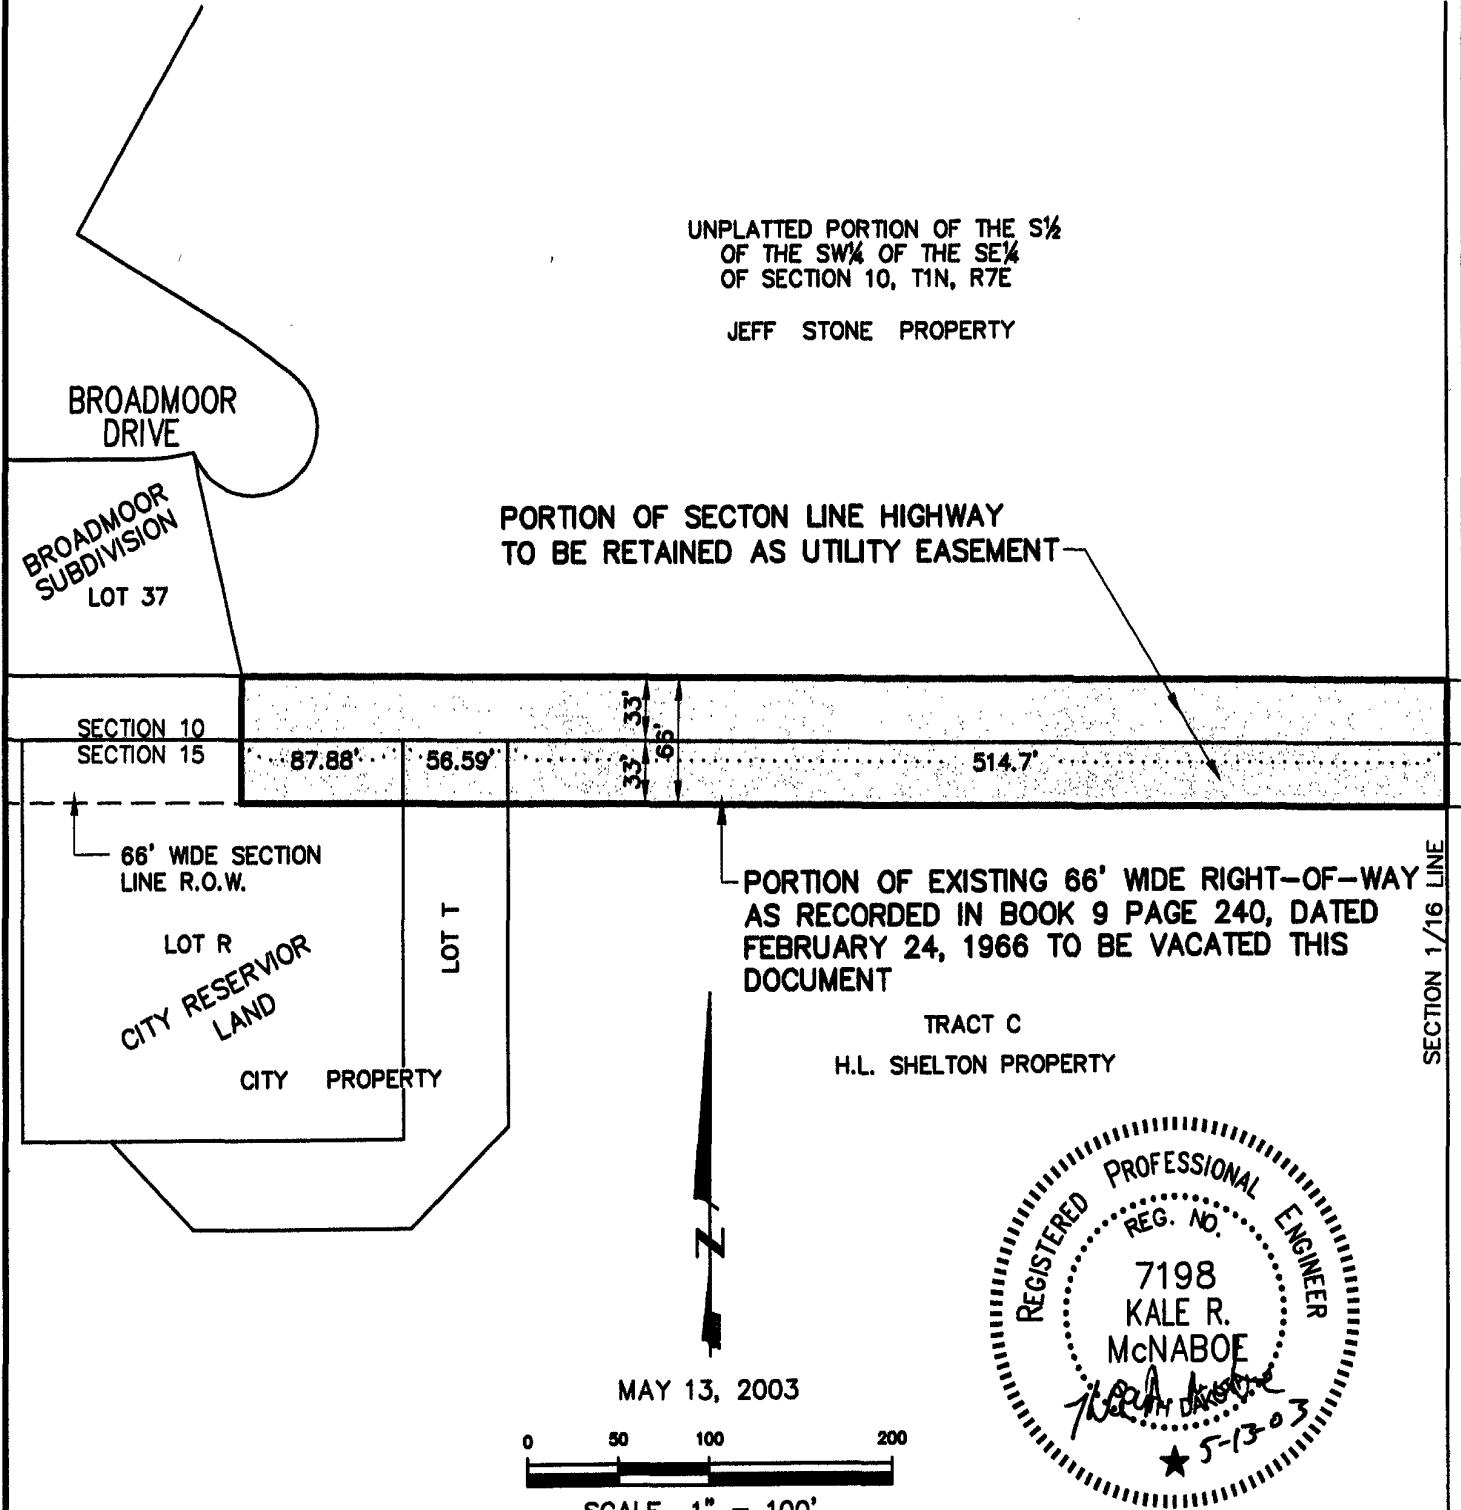 UNPLATTED PORTION OF THE S½
OF THE SW¼ OF THE SE¼
OF SECTION 10, T1N, R7E
JEFF STONE PROPERTY
BROADMOOR
DRIVE
BROADMOOR
SUBDIVISION
LOT 37
PORTION OF SECTON LINE HIGHWAY
TO BE RETAINED AS UTILITY EASEMENT
SECTION 10
SECTION 15
87.88'
56.59'
33'
33'
66'
514.7'
66' WIDE SECTION
LINE R.O.W.
LOT R
CITY RESERVIOR
LAND
LOT T
CITY PROPERTY
PORTION OF EXISTING 66' WIDE RIGHT-OF-WAY
AS RECORDED IN BOOK 9 PAGE 240, DATED
FEBRUARY 24, 1966 TO BE VACATED THIS
DOCUMENT
TRACT C
H.L. SHELTON PROPERTY
SECTION 1/16 LINE
N
MAY 13, 2003
0 50 100 200
SCALE 1" = 100'
REGISTERED PROFESSIONAL ENGINEER
REG. NO.
7198
KALE R.
McNABOE
5-13-03